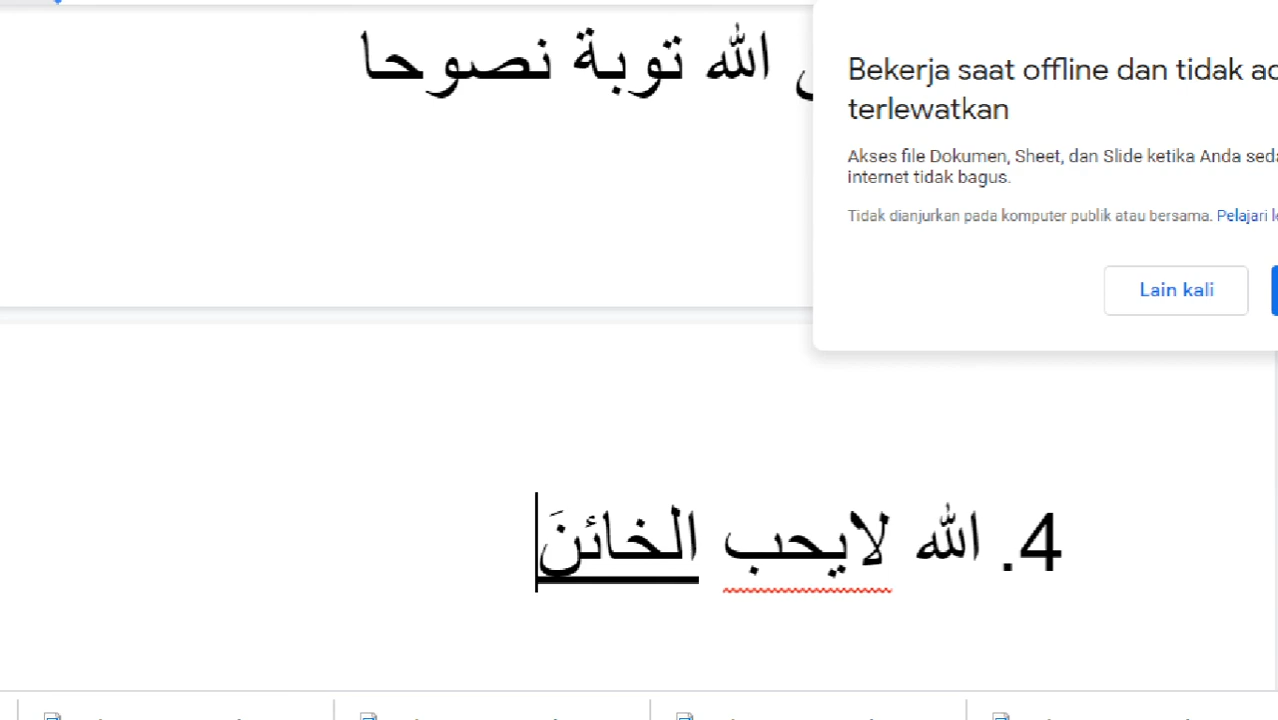 الله توبة نصوحا
Bekerja saat offline dan tidak
terlewatkan
Akses file Dokumen, Sheet, dan Slide ketika Anda
internet tidak bagus.
Tidak dianjurkan pada komputer publik atau bersama. Pelajari
Lain kali
4. الله لايحب الخائنَ